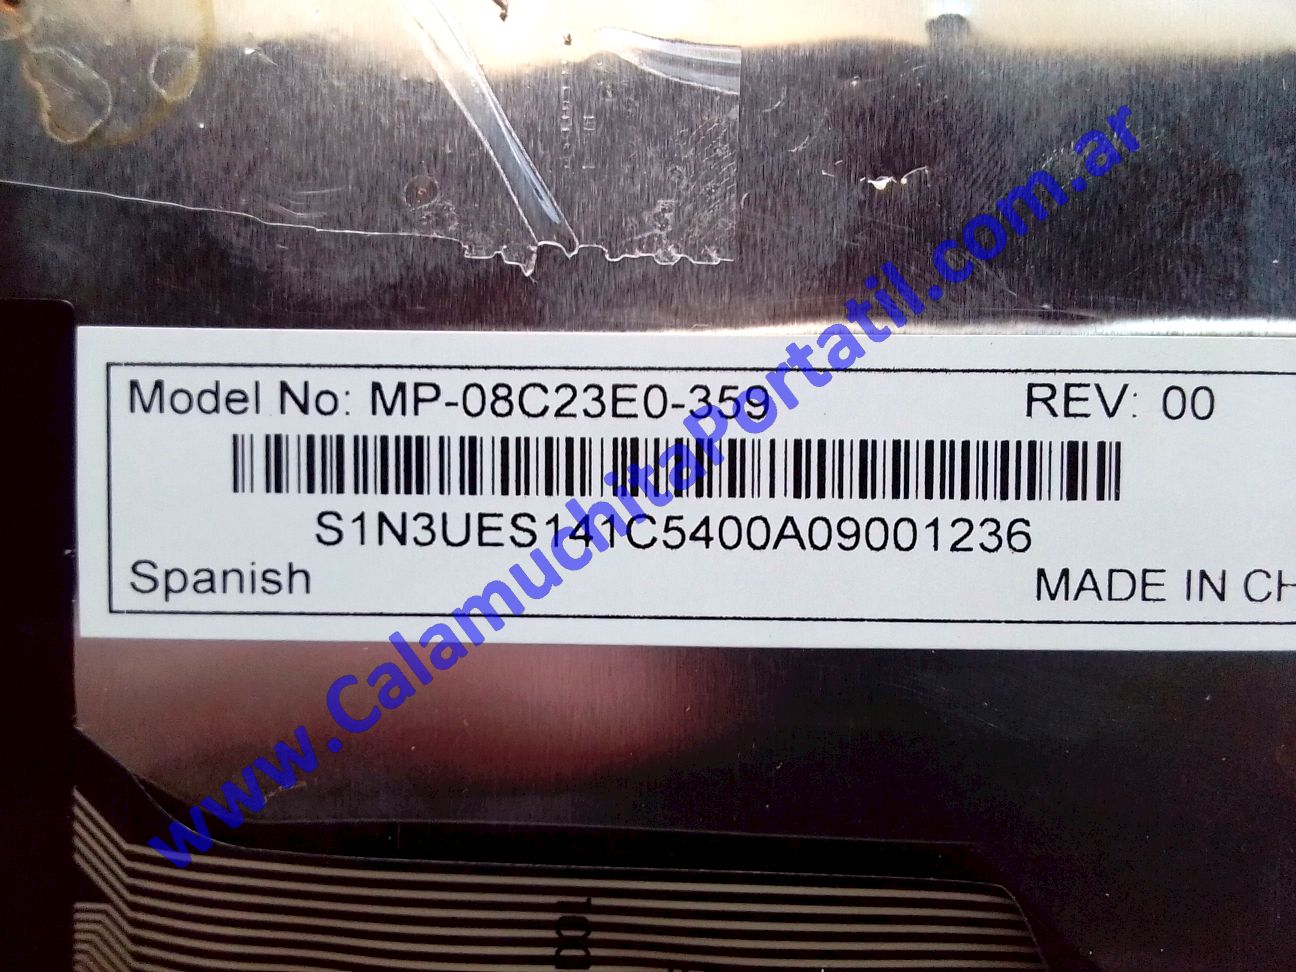 Model No: MP-08C23E0-359
REV: 00
S1N3UES141C5400A09001236
Spanish
MADE IN CH
www.CalamuchitaPortatil.com.ar